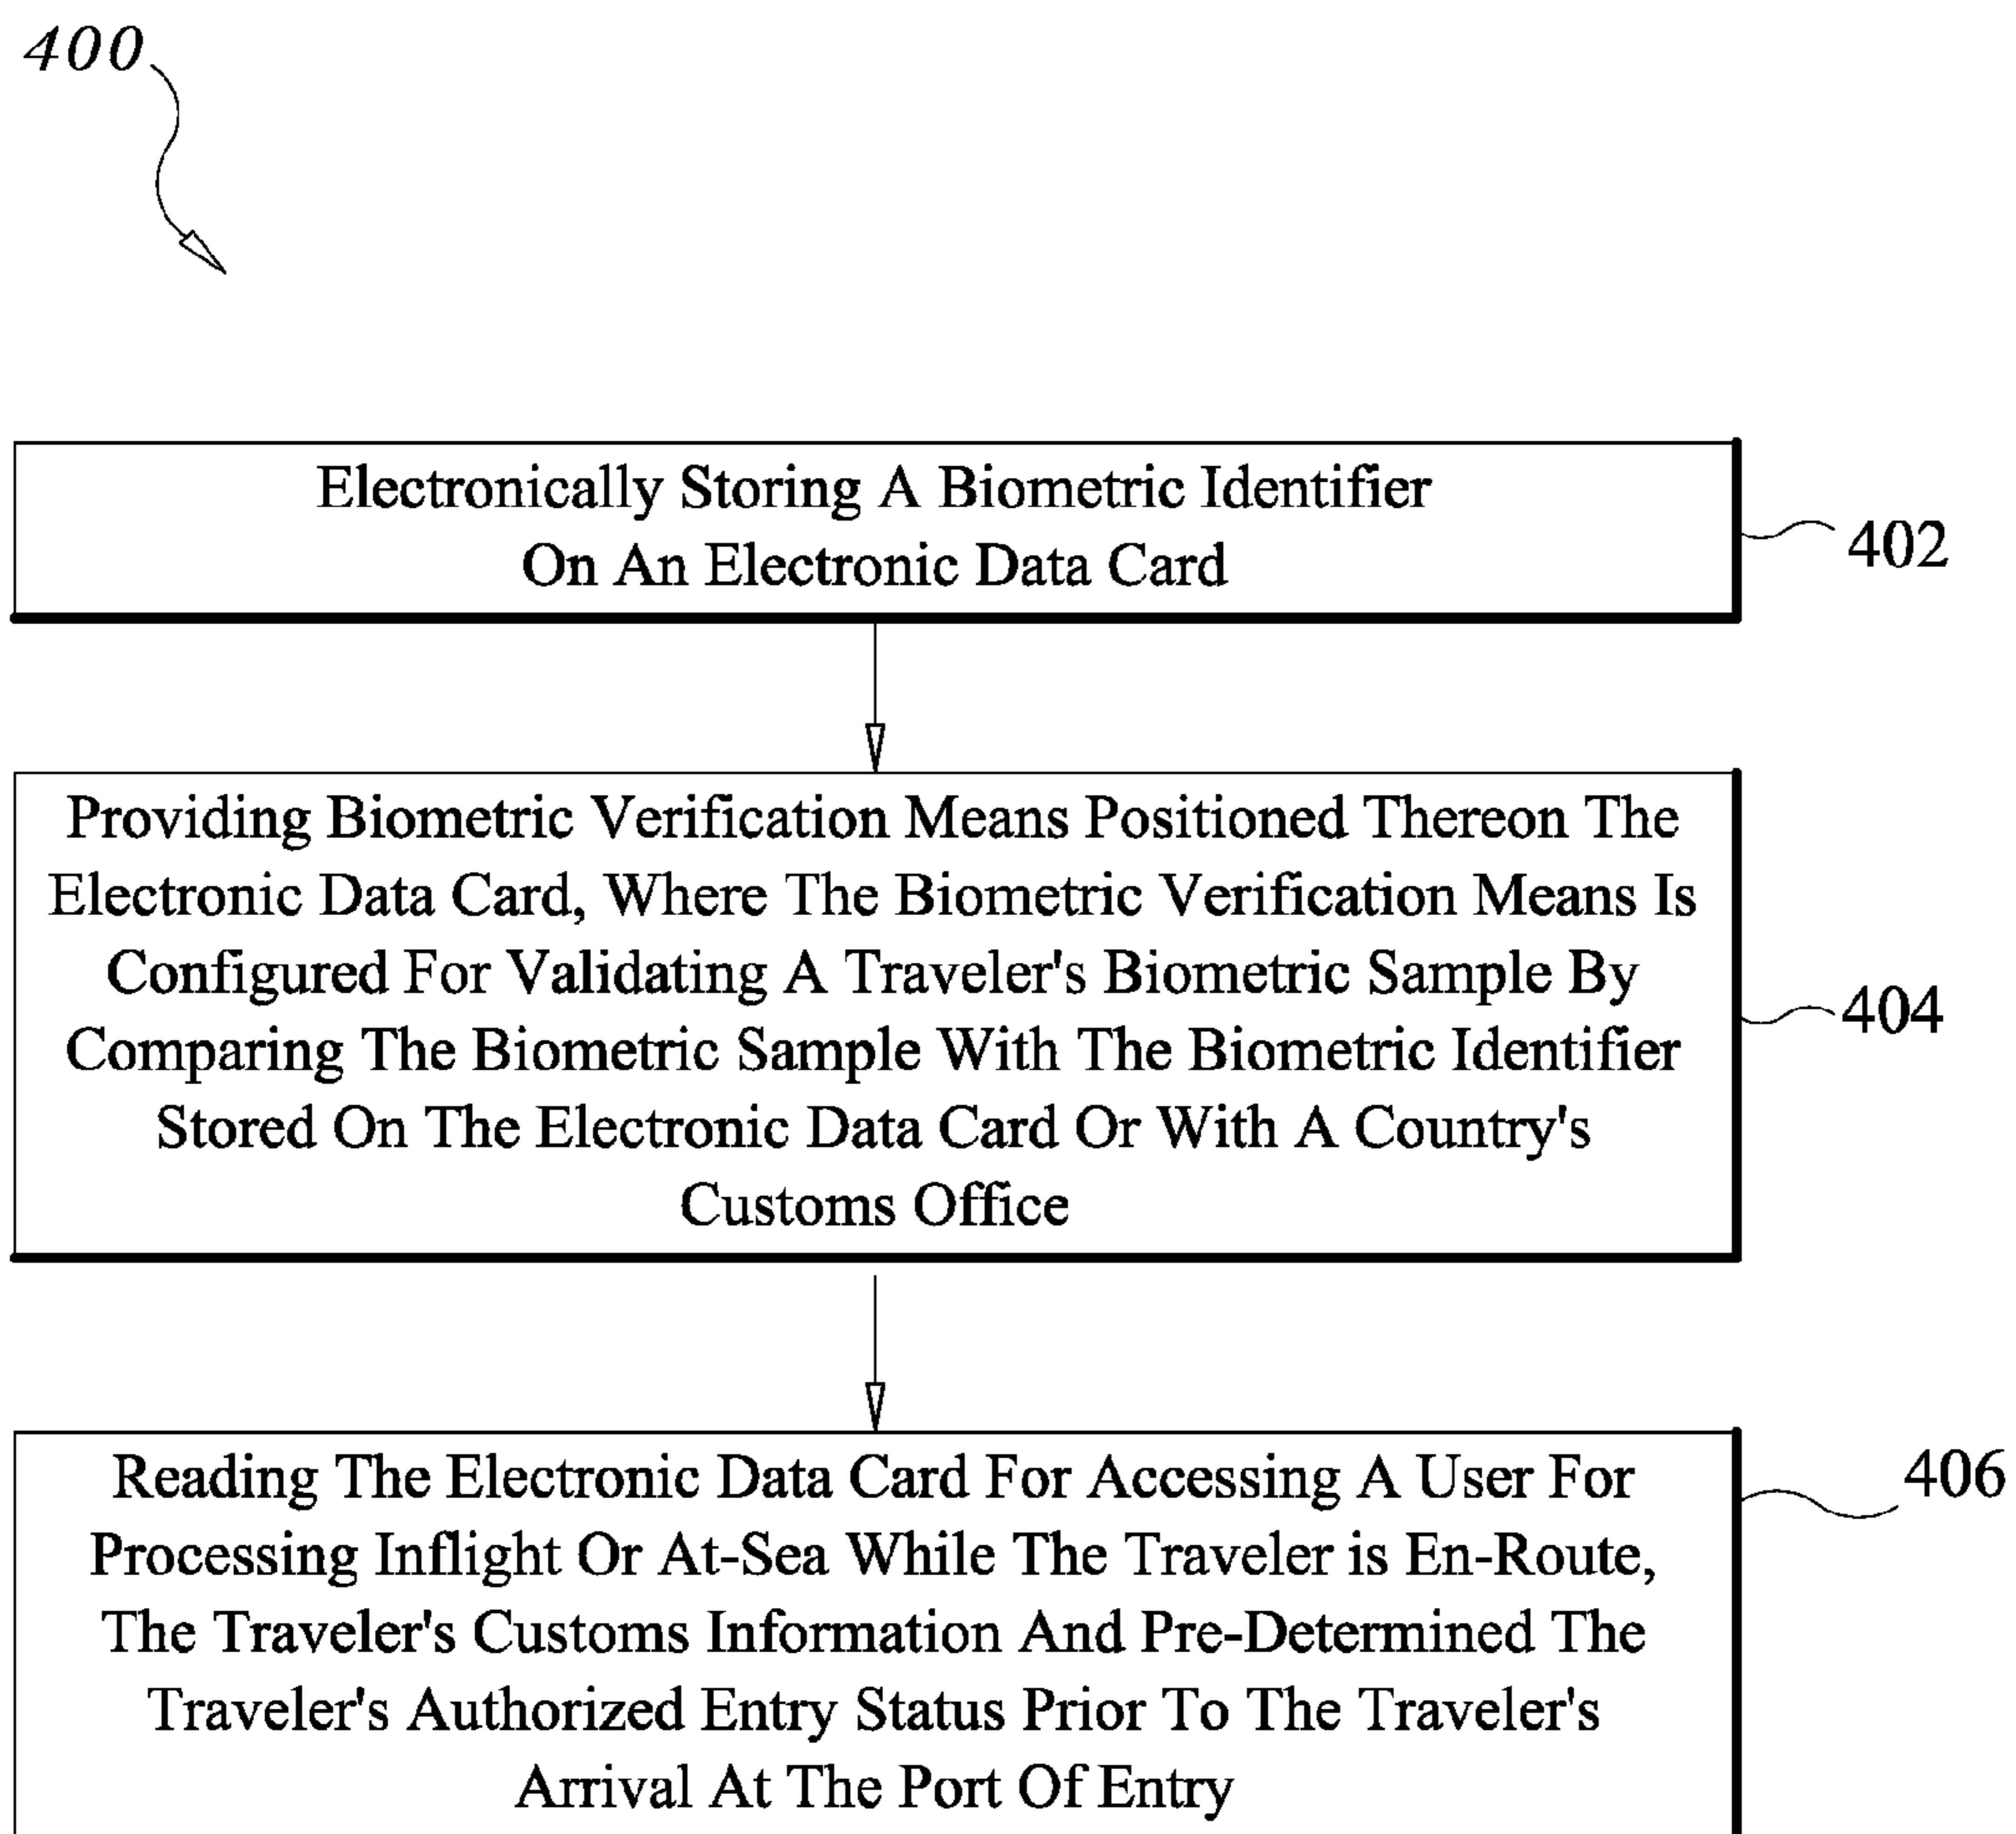 400
Electronically Storing A Biometric Identifier
On An Electronic Data Card
402
Providing Biometric Verification Means Positioned Thereon The
Electronic Data Card, Where The Biometric Verification Means Is
Configured For Validating A Traveler's Biometric Sample By
Comparing The Biometric Sample With The Biometric Identifier
Stored On The Electronic Data Card Or With A Country's
Customs Office
404
Reading The Electronic Data Card For Accessing A User For
Processing Inflight Or At-Sea While The Traveler is En-Route,
The Traveler's Customs Information And Pre-Determined The
Traveler's Authorized Entry Status Prior To The Traveler's
Arrival At The Port Of Entry
406